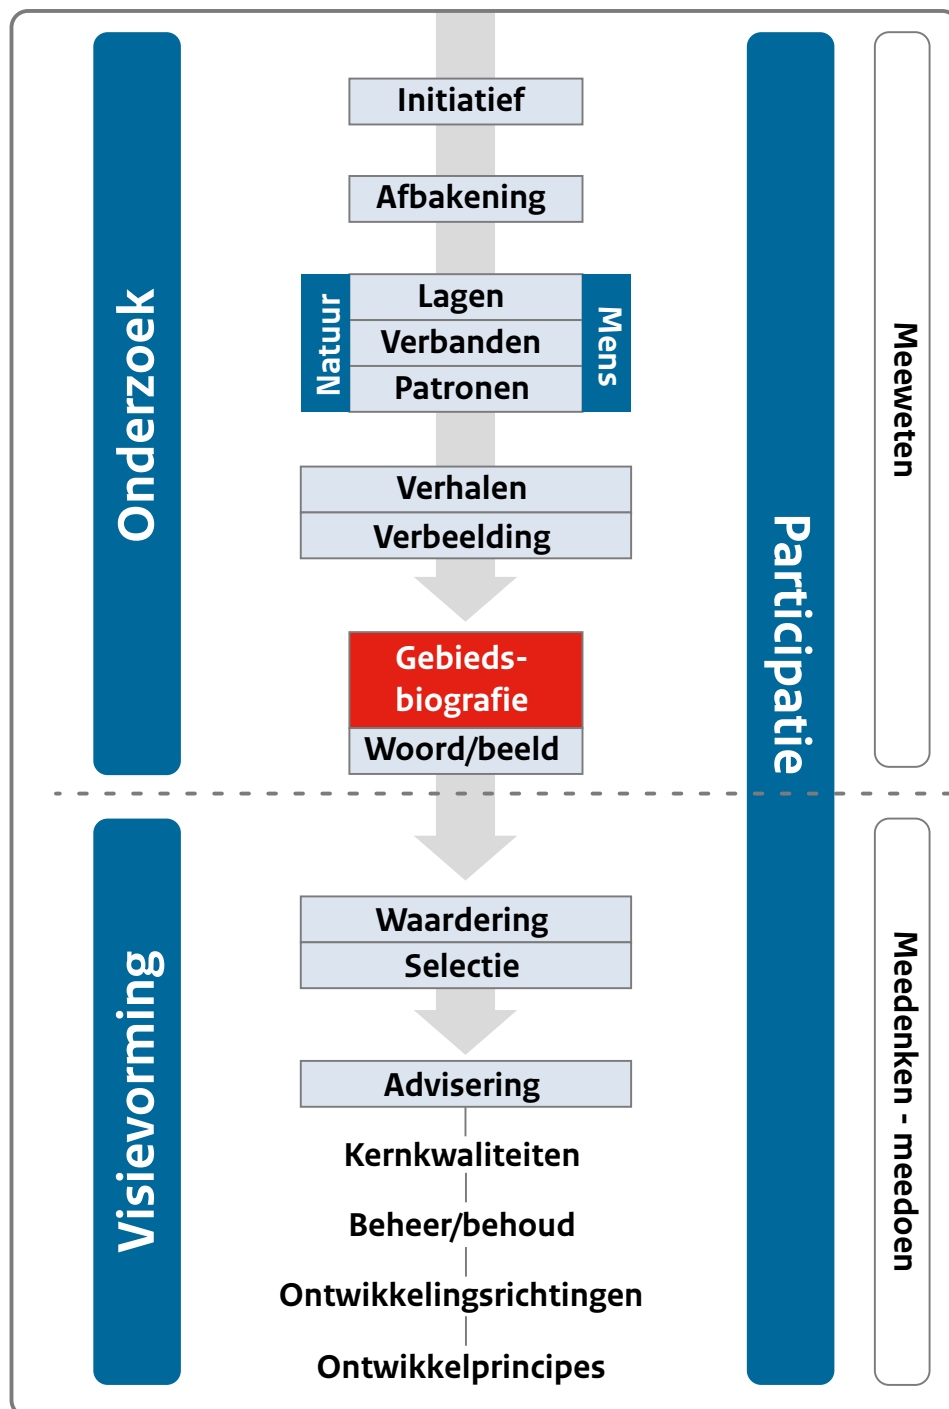 Onderzoek
Initiatief
Afbakening
Natuur
Lagen
Verbanden
Patronen
Mens
Verhalen
Verbeelding
Gebieds-
biografie
Woord/beeld
Participatie
Meeweten
Visievorming
Waardering
Selectie
Advisering
Kernkwaliteiten
Beheer/behoud
Ontwikkelingsrichtingen
Ontwikkelprincipes
Meedenken - meedoen